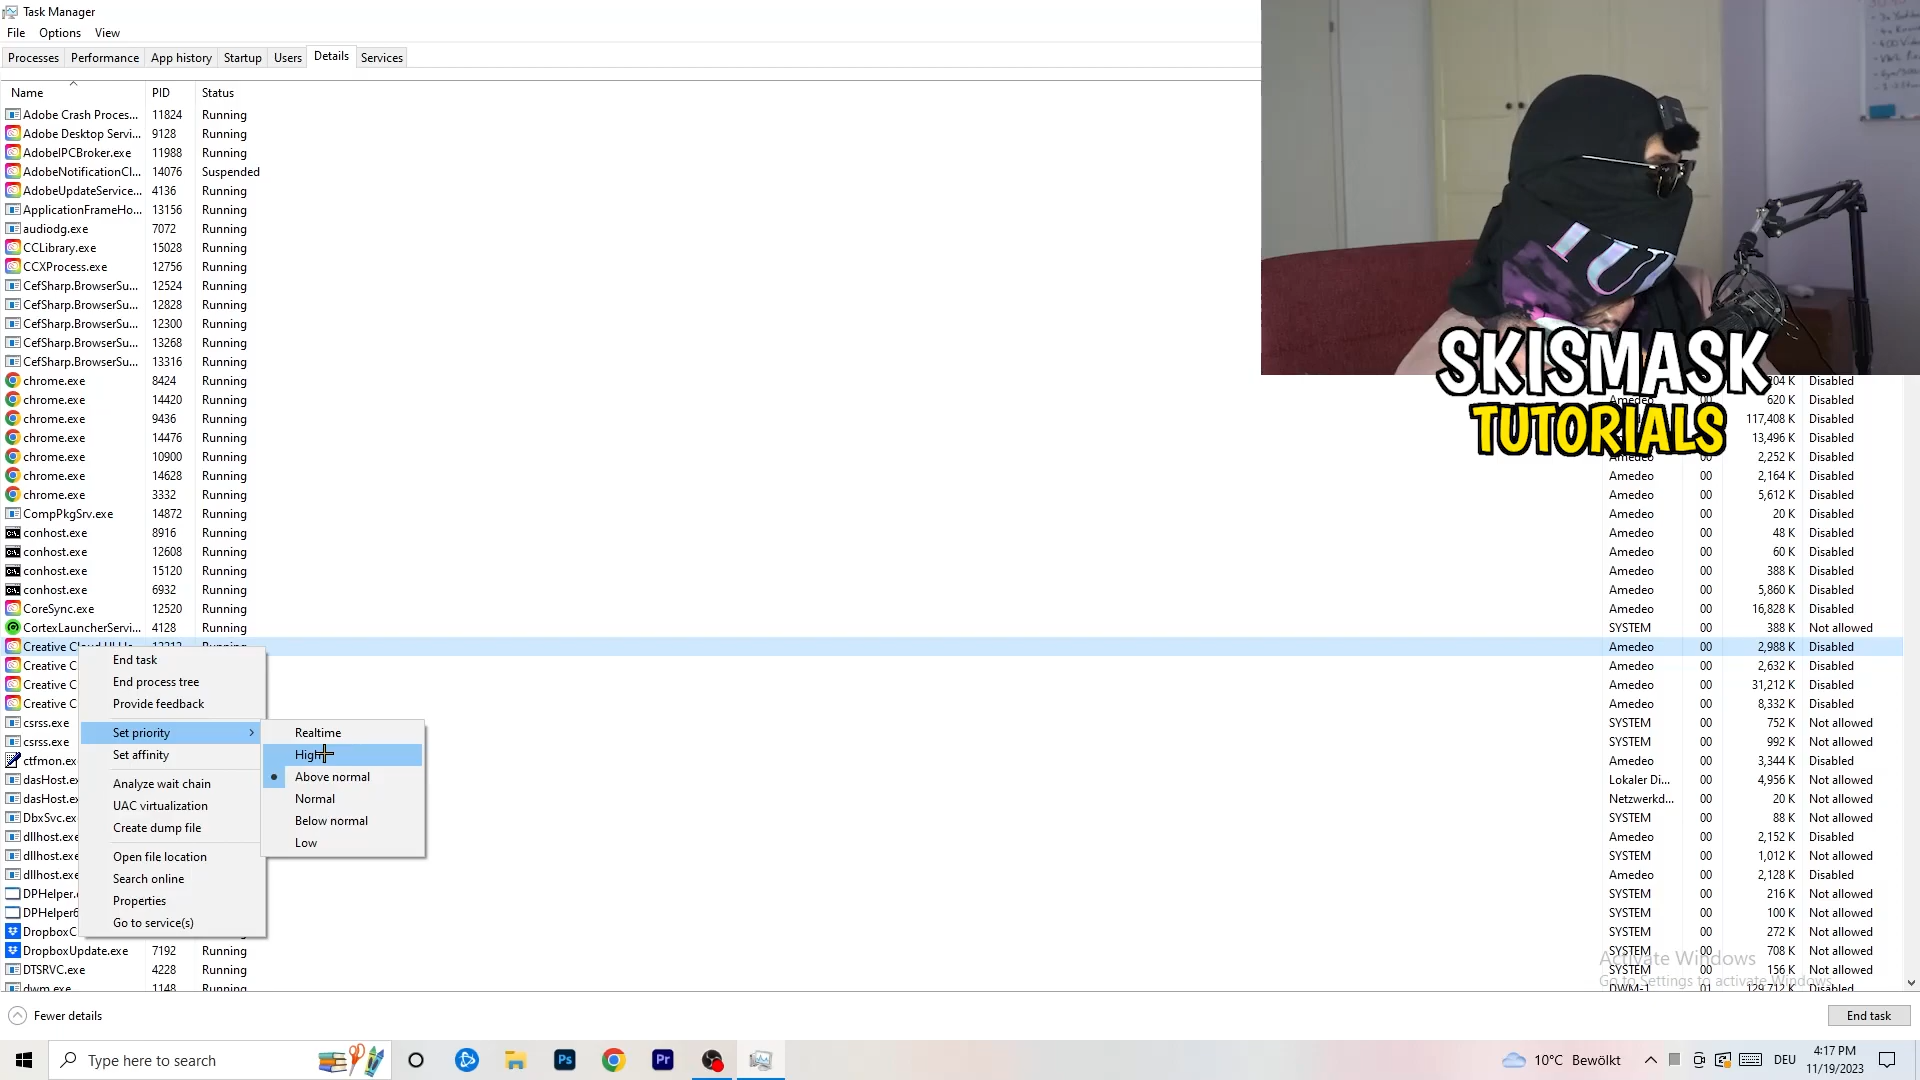 Task Manager
File Options View
Processes Performance App history Startup Users Details Services
Name PID Status
Adobe Crash Proces... 11824 Running
Adobe Desktop Servi... 9128 Running
AdobeIPCBroker.exe 11988 Running
AdobeNotificationCl... 14076 Suspended
AdobeUpdateService... 4136 Running
ApplicationFrameHo... 13156 Running
audiodg.exe 7072 Running
CCLibrary.exe 15028 Running
CCXProcess.exe 12756 Running
CefSharp.BrowserSu... 12524 Running
CefSharp.BrowserSu... 12828 Running
CefSharp.BrowserSu... 12300 Running
CefSharp.BrowserSu... 13268 Running
CefSharp.BrowserSu... 13316 Running
SKISMASK
TUTORIALS
chrome.exe 8424 Running 204 K Disabled
chrome.exe 14420 Running Amedeo 00 620 K Disabled
chrome.exe 9436 Running 117,408 K Disabled
chrome.exe 14476 Running 13,496 K Disabled
chrome.exe 10900 Running Amedeo 00 2,252 K Disabled
chrome.exe 14628 Running Amedeo 00 2,164 K Disabled
chrome.exe 3332 Running Amedeo 00 5,612 K Disabled
CompPkgSrv.exe 14872 Running Amedeo 00 20 K Disabled
conhost.exe 8916 Running Amedeo 00 48 K Disabled
conhost.exe 12608 Running Amedeo 00 60 K Disabled
conhost.exe 15120 Running Amedeo 00 388 K Disabled
conhost.exe 6932 Running Amedeo 00 5,860 K Disabled
CoreSync.exe 12520 Running Amedeo 00 16,828 K Disabled
CortexLauncherServi... 4128 Running SYSTEM 00 388 K Not allowed
Creative Cloud UI He... 13212 Running Amedeo 00 2,988 K Disabled
Creative C Amedeo 00 2,632 K Disabled
Creative C Amedeo 00 31,212 K Disabled
Creative C Amedeo 00 8,332 K Disabled
csrss.exe SYSTEM 00 752 K Not allowed
csrss.exe SYSTEM 00 992 K Not allowed
ctfmon.ex Amedeo 00 3,344 K Disabled
dasHost.ex Lokaler Di... 00 4,956 K Not allowed
dasHost.ex Netzwerkd... 00 20 K Not allowed
DbxSvc.ex SYSTEM 00 88 K Not allowed
dllhost.exe Amedeo 00 2,152 K Disabled
dllhost.exe SYSTEM 00 1,012 K Not allowed
dllhost.exe Amedeo 00 2,128 K Disabled
DPHelper. SYSTEM 00 216 K Not allowed
DPHelper6 SYSTEM 00 100 K Not allowed
DropboxC SYSTEM 00 272 K Not allowed
DropboxUpdate.exe 7192 Running SYSTEM 00 708 K Not allowed
DTSRVC.exe 4228 Running SYSTEM 00 156 K Not allowed
dwm.exe 1148 Running DWM-1 01 129,712 K Disabled
End task
End process tree
Provide feedback
Set priority
Set affinity
Analyze wait chain
UAC virtualization
Create dump file
Open file location
Search online
Properties
Go to service(s)
Realtime
High
Above normal
Normal
Below normal
Low
Activate Windows
Go to Settings to activate Windows.
Fewer details End task
Type here to search Ps Pr 10°C Bewölkt DEU 4:17 PM
11/19/2023